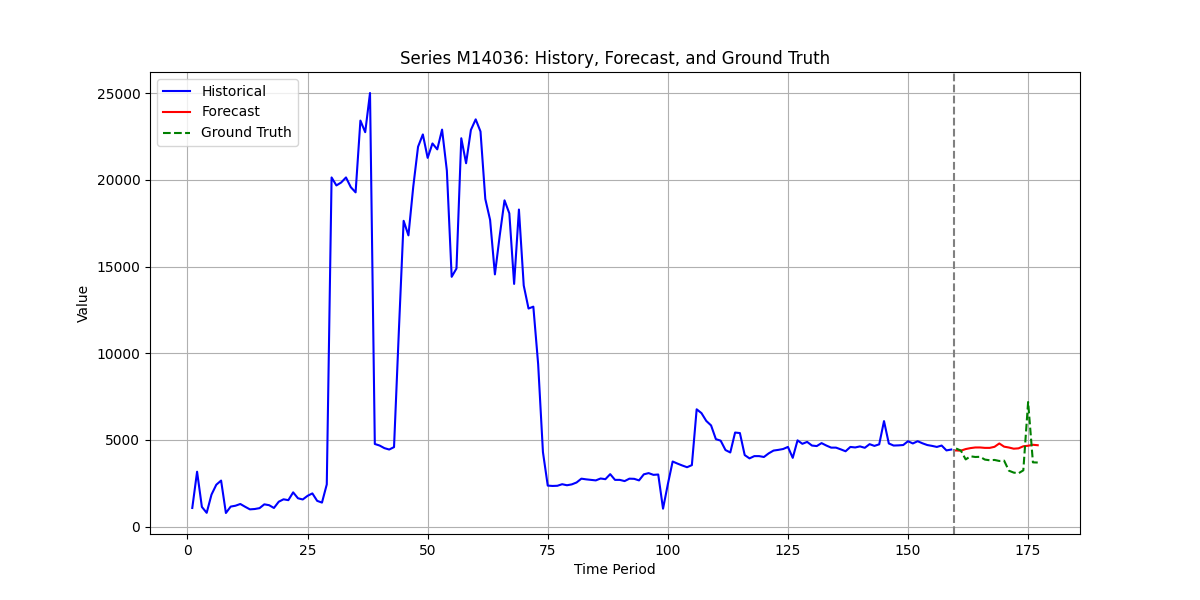 Series M14036: History, Forecast, and Ground Truth
Historical
Forecast
Ground Truth
Value
25000
20000
15000
10000
5000
0
0 25 50 75 100 125 150 175
Time Period